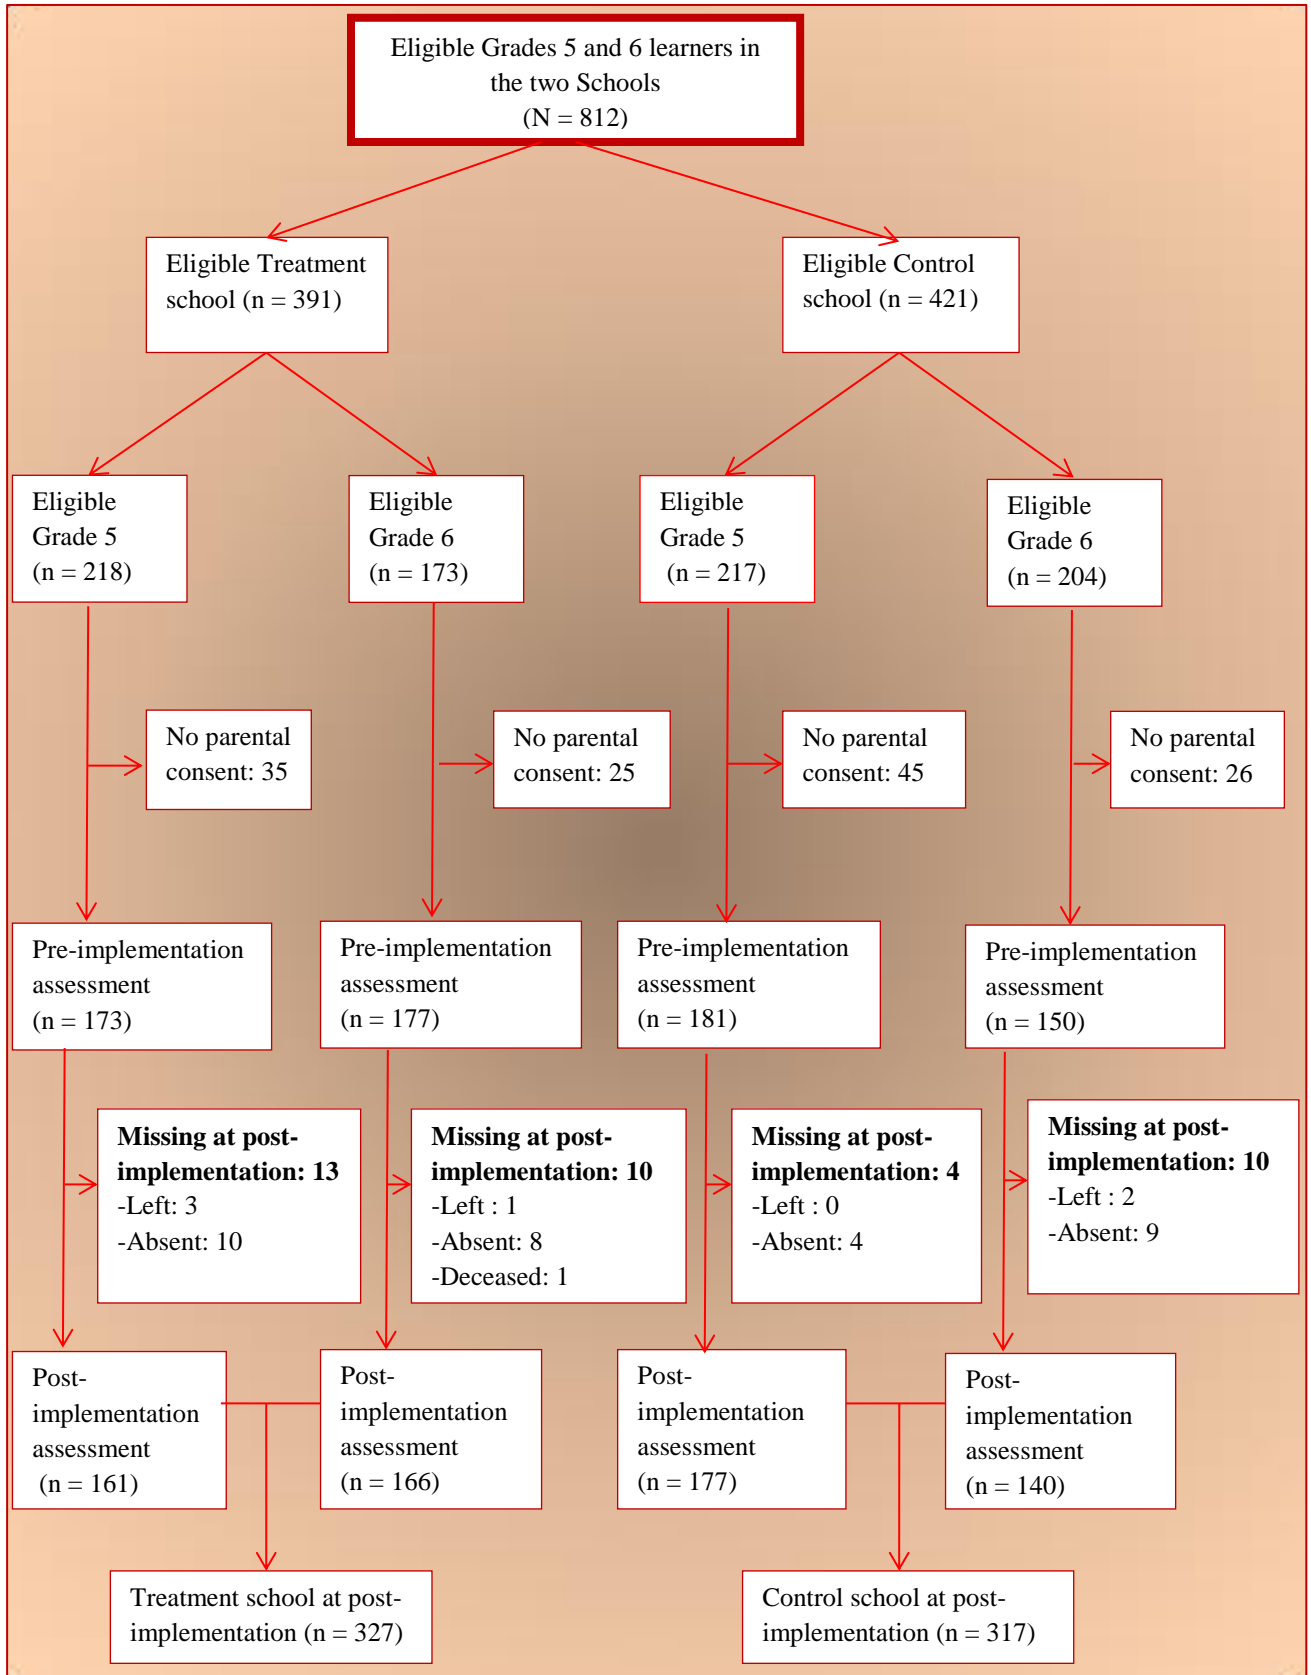 Eligible Grades 5 and 6 learners in
the two Schools
(N = 812)
Eligible Treatment
school (n = 391)
Eligible Control
school (n = 421)
Eligible
Grade 5
(n = 218)
Eligible
Grade 6
(n = 173)
Eligible
Grade 5
(n = 217)
Eligible
Grade 6
(n = 204)
No parental
consent: 35
No parental
consent: 25
No parental
consent: 45
No parental
consent: 26
Pre-implementation
assessment
(n = 173)
Pre-implementation
assessment
(n = 177)
Pre-implementation
assessment
(n = 181)
Pre-implementation
assessment
(n = 150)
Missing at post-
implementation: 13
-Left: 3
-Absent: 10
Missing at post-
implementation: 10
-Left : 1
-Absent: 8
-Deceased: 1
Missing at post-
implementation: 4
-Left : 0
-Absent: 4
Missing at post-
implementation: 10
-Left : 2
-Absent: 9
Post-
implementation
assessment
(n = 161)
Post-
implementation
assessment
(n = 166)
Post-
implementation
assessment
(n = 177)
Post-
implementation
assessment
(n = 140)
Treatment school at post-
implementation (n = 327)
Control school at post-
implementation (n = 317)